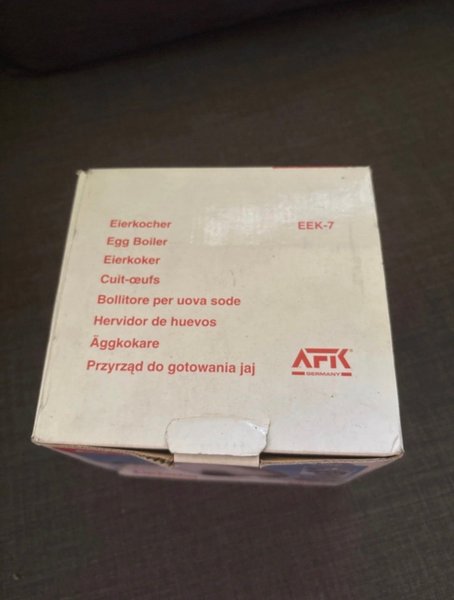 Eierkocher
EEK-7
Egg Boiler
Eierkoker
Cuit-œufs
Bollitore per uova sode
Hervidor de huevos
Äggkokare
Przyrząd do gotowania jaj
AFK®
GERMANY